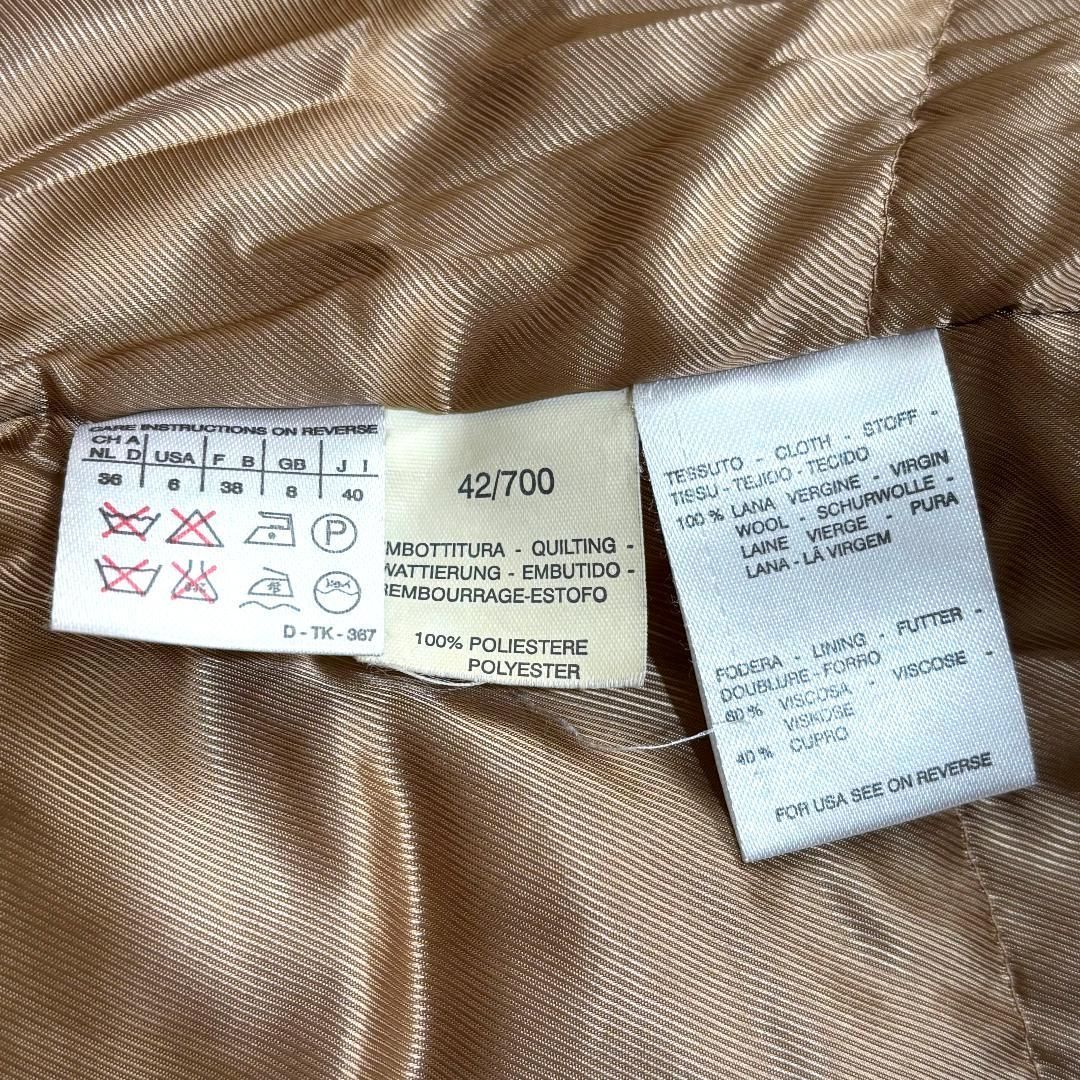 CARE INSTRUCTIONS ON REVERSE
CH A
NL D USA F B GB J I
36 6 38 8 40
P
D - TK - 367
42/700
MBOTTITURA - QUILTING -
WATTIERUNG - EMBUTIDO -
REMBOURRAGE-ESTOFO
100% POLIESTERE
POLYESTER
TESSUTO - CLOTH - STOFF -
TISSU - TEJIDO - TECIDO
100 % LANA VERGINE - VIRGIN
WOOL - SCHURWOLLE -
LAINE VIERGE - PURA
LANA - LÃ VIRGEM
FODERA - LINING - FUTTER -
DOUBLURE - FORRO
60 % VISCOSA - VISCOSE -
VISKOSE
40 % CUPRO
FOR USA SEE ON REVERSE